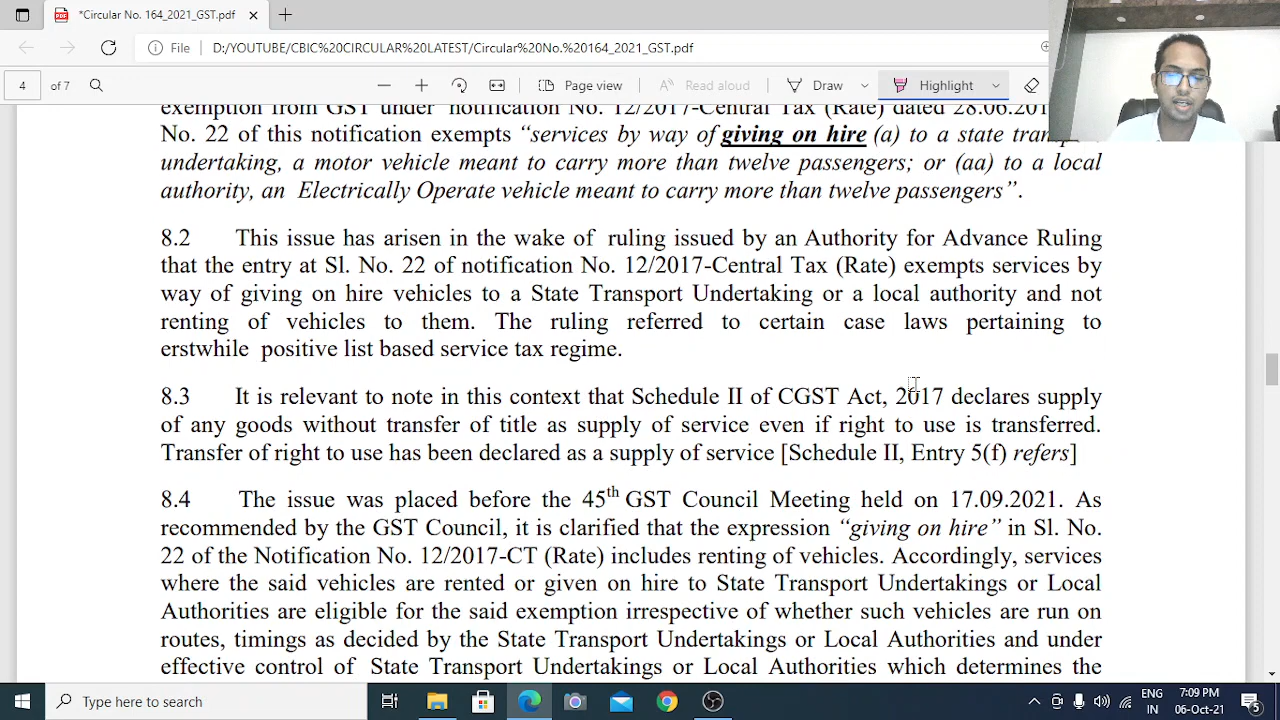 *Circular No. 164_2021_GST.pdf
File D:/YOUTUBE/CBIC%20CIRCULAR%20LATEST/Circular%20No.%20164_2021_GST.pdf
4 of 7 Page view Read aloud Draw Highlight
exemption from GST under notification No. 12/2017-Central Tax (Rate) dated 28.06.201
No. 22 of this notification exempts “services by way of giving on hire (a) to a state
undertaking, a motor vehicle meant to carry more than twelve passengers; or (aa) to a local
authority, an Electrically Operate vehicle meant to carry more than twelve passengers”.
8.2 This issue has arisen in the wake of ruling issued by an Authority for Advance Ruling
that the entry at Sl. No. 22 of notification No. 12/2017-Central Tax (Rate) exempts services by
way of giving on hire vehicles to a State Transport Undertaking or a local authority and not
renting of vehicles to them. The ruling referred to certain case laws pertaining to
erstwhile positive list based service tax regime.
8.3 It is relevant to note in this context that Schedule II of CGST Act, 2017 declares supply
of any goods without transfer of title as supply of service even if right to use is transferred.
Transfer of right to use has been declared as a supply of service [Schedule II, Entry 5(f) refers]
8.4 The issue was placed before the 45th GST Council Meeting held on 17.09.2021. As
recommended by the GST Council, it is clarified that the expression “giving on hire” in Sl. No.
22 of the Notification No. 12/2017-CT (Rate) includes renting of vehicles. Accordingly, services
where the said vehicles are rented or given on hire to State Transport Undertakings or Local
Authorities are eligible for the said exemption irrespective of whether such vehicles are run on
routes, timings as decided by the State Transport Undertakings or Local Authorities and under
effective control of State Transport Undertakings or Local Authorities which determines the
Type here to search
ENG 7:09 PM
IN 06-Oct-21 5